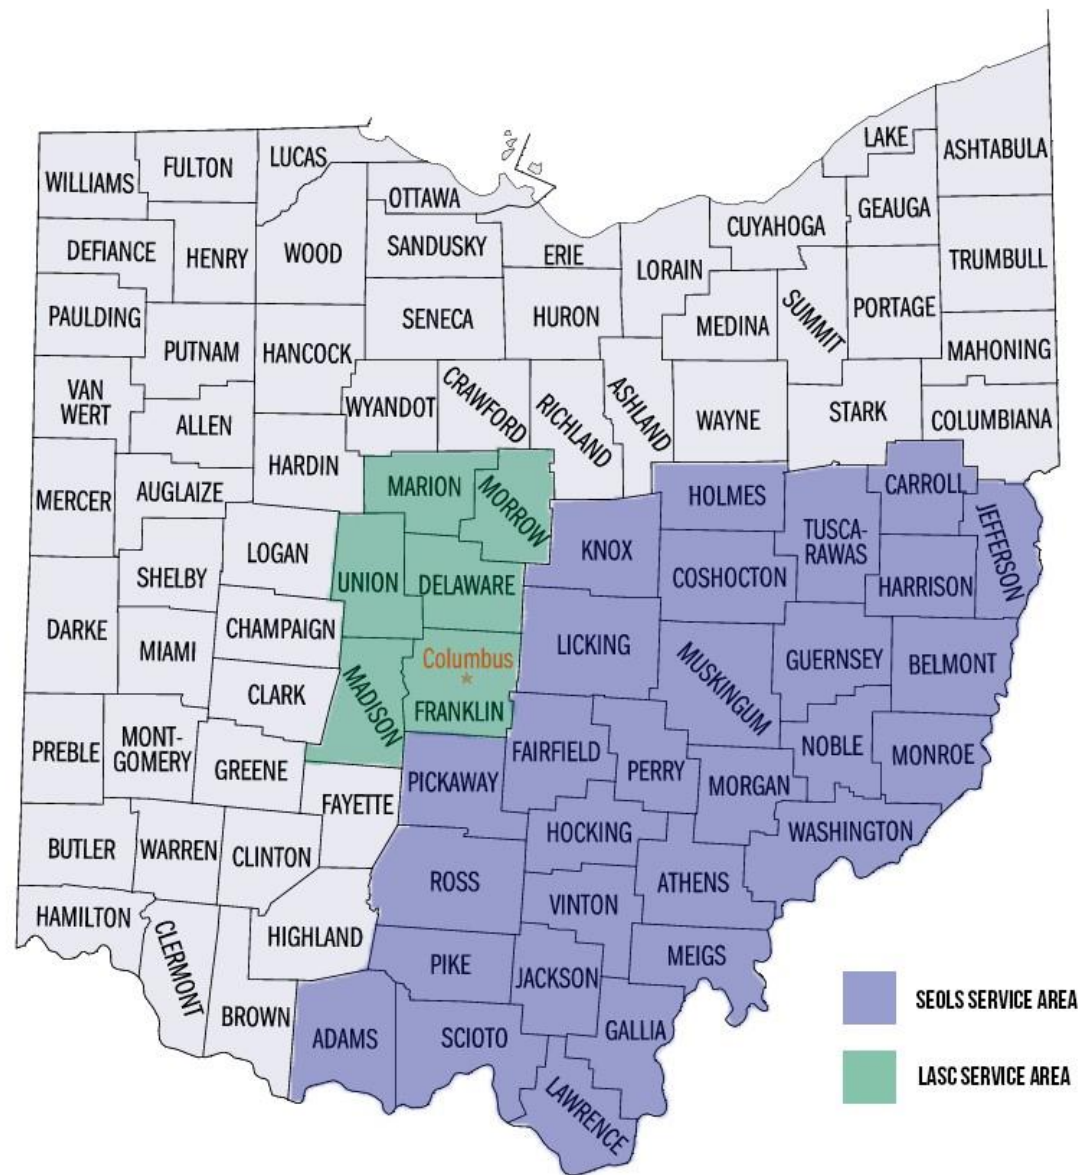 LAKE
ASHTABULA
LUCAS
FULTON
WILLIAMS
OTTAWA
GEAUGA
CUYAHOGA
DEFIANCE
HENRY
WOOD
SANDUSKY
ERIE
LORAIN
TRUMBULL
PAULDING
SENECA
HURON
MEDINA
SUMMIT
PORTAGE
PUTNAM
HANCOCK
MAHONING
VAN
WERT
ALLEN
WYANDOT
CRAWFORD
RICHLAND
ASHLAND
WAYNE
STARK
COLUMBIANA
HARDIN
MERCER
AUGLAIZE
MARION
MORROW
HOLMES
CARROLL
JEFFERSON
LOGAN
KNOX
TUSCA-
RAWAS
SHELBY
UNION
DELAWARE
COSHOCTON
HARRISON
DARKE
CHAMPAIGN
MIAMI
Columbus
LICKING
MUSKINGUM
GUERNSEY
BELMONT
CLARK
MADISON
FRANKLIN
PREBLE
MONT-
GOMERY
GREENE
FAIRFIELD
PERRY
NOBLE
MONROE
PICKAWAY
MORGAN
FAYETTE
BUTLER
WARREN
CLINTON
HOCKING
WASHINGTON
ROSS
ATHENS
VINTON
HAMILTON
CLERMONT
HIGHLAND
PIKE
JACKSON
MEIGS
BROWN
ADAMS
SCIOTO
GALLIA
LAWRENCE
SEOLS SERVICE AREA
LASC SERVICE AREA